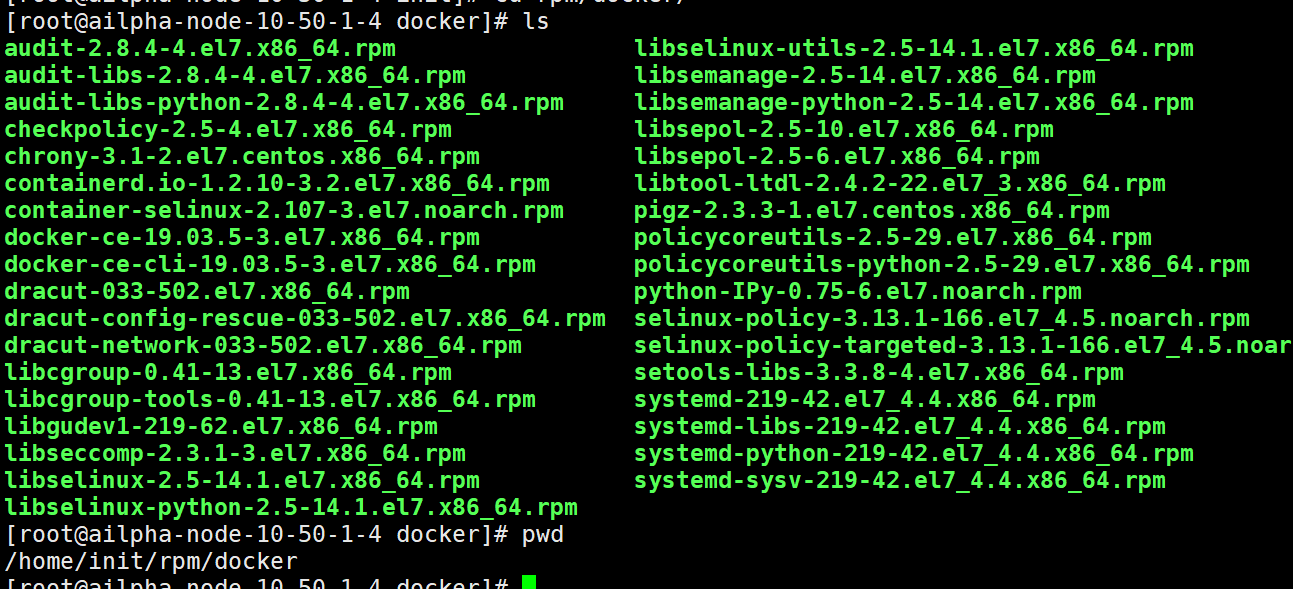 [root@ailpha-node-10-50-1-4 init]# cd rpm/docker/
[root@ailpha-node-10-50-1-4 docker]# ls
audit-2.8.4-4.el7.x86_64.rpm libselinux-utils-2.5-14.1.el7.x86_64.rpm
audit-libs-2.8.4-4.el7.x86_64.rpm libsemanage-2.5-14.el7.x86_64.rpm
audit-libs-python-2.8.4-4.el7.x86_64.rpm libsemanage-python-2.5-14.el7.x86_64.rpm
checkpolicy-2.5-4.el7.x86_64.rpm libsepol-2.5-10.el7.x86_64.rpm
chrony-3.1-2.el7.centos.x86_64.rpm libsepol-2.5-6.el7.x86_64.rpm
containerd.io-1.2.10-3.2.el7.x86_64.rpm libtool-ltdl-2.4.2-22.el7_3.x86_64.rpm
container-selinux-2.107-3.el7.noarch.rpm pigz-2.3.3-1.el7.centos.x86_64.rpm
docker-ce-19.03.5-3.el7.x86_64.rpm policycoreutils-2.5-29.el7.x86_64.rpm
docker-ce-cli-19.03.5-3.el7.x86_64.rpm policycoreutils-python-2.5-29.el7.x86_64.rpm
dracut-033-502.el7.x86_64.rpm python-IPy-0.75-6.el7.noarch.rpm
dracut-config-rescue-033-502.el7.x86_64.rpm selinux-policy-3.13.1-166.el7_4.5.noarch.rpm
dracut-network-033-502.el7.x86_64.rpm selinux-policy-targeted-3.13.1-166.el7_4.5.noar
libcgroup-0.41-13.el7.x86_64.rpm setools-libs-3.3.8-4.el7.x86_64.rpm
libcgroup-tools-0.41-13.el7.x86_64.rpm systemd-219-42.el7_4.4.x86_64.rpm
libgudev1-219-62.el7.x86_64.rpm systemd-libs-219-42.el7_4.4.x86_64.rpm
libseccomp-2.3.1-3.el7.x86_64.rpm systemd-python-219-42.el7_4.4.x86_64.rpm
libselinux-2.5-14.1.el7.x86_64.rpm systemd-sysv-219-42.el7_4.4.x86_64.rpm
libselinux-python-2.5-14.1.el7.x86_64.rpm
[root@ailpha-node-10-50-1-4 docker]# pwd
/home/init/rpm/docker
[root@ailpha-node-10-50-1-4 docker]#